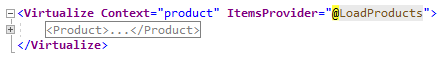 <Virtualize Context="product" ItemsProvider="@LoadProducts">
<Product>...</Product>
</Virtualize>